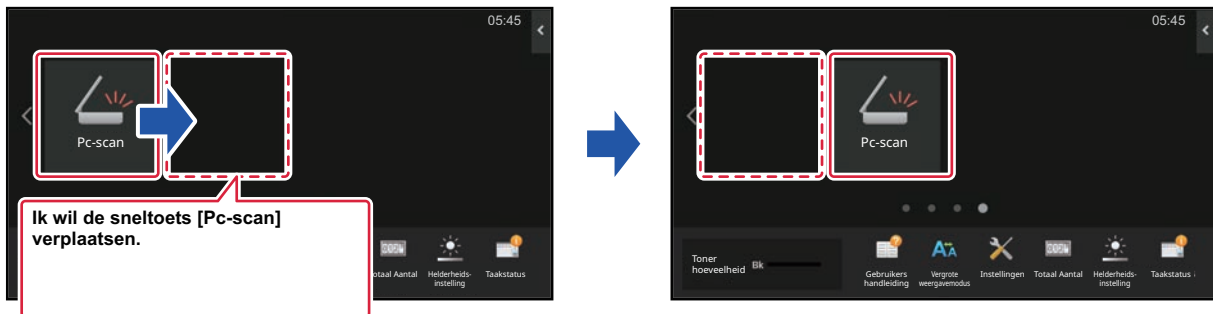 05:45
Pc-scan
Ik wil de sneltoets [Pc-scan]
verplaatsen.
otaal Aantal
Helderheids-
instelling
Taakstatus
05:45
Pc-scan
Toner
hoeveelheid
Bk
Gebruikers
handleiding
Vergrote
weergavemodus
Instellingen
Totaal Aantal
Helderheids-
instelling
Taakstatus